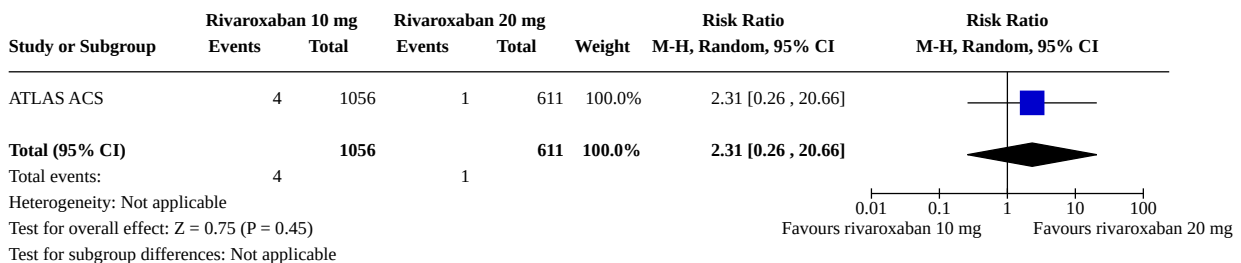 Rivaroxaban 10 mg Rivaroxaban 20 mg Risk Ratio Risk Ratio
Study or Subgroup Events Total Events Total Weight M-H, Random, 95% CI M-H, Random, 95% CI
ATLAS ACS 4 1056 1 611 100.0% 2.31 [0.26 , 20.66]
Total (95% CI) 1056 611 100.0% 2.31 [0.26 , 20.66]
Total events: 4 1
Heterogeneity: Not applicable
0.01 0.1 1 10 100
Test for overall effect: Z = 0.75 (P = 0.45)
Favours rivaroxaban 10 mg Favours rivaroxaban 20 mg
Test for subgroup differences: Not applicable